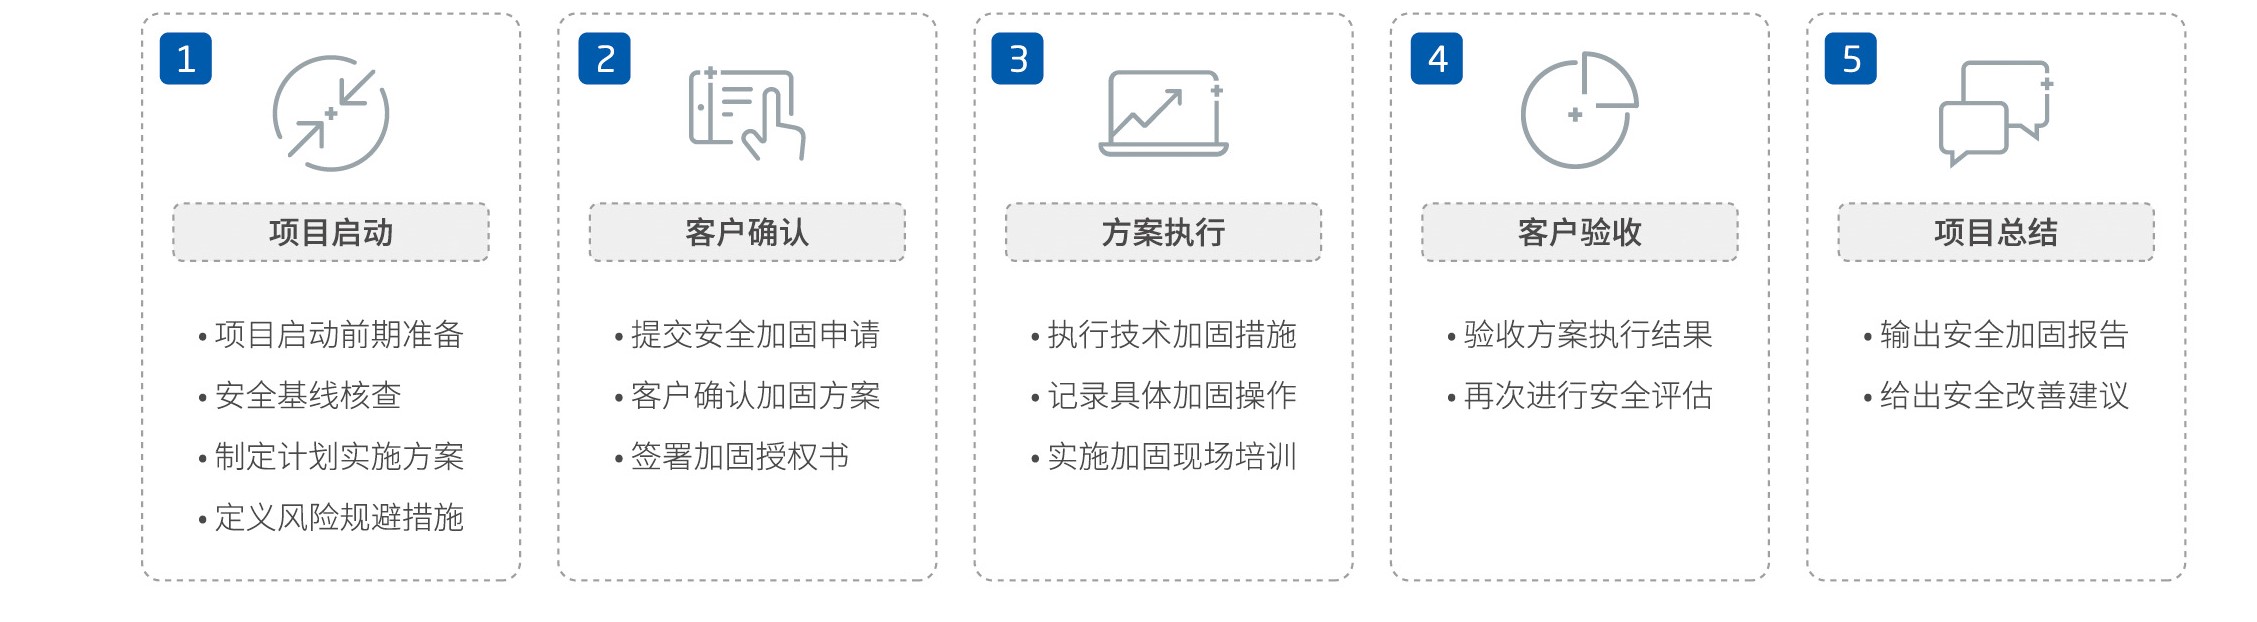 1
项目启动
• 项目启动前期准备
• 安全基线核查
• 制定计划实施方案
• 定义风险规避措施
2
客户确认
• 提交安全加固申请
• 客户确认加固方案
• 签署加固授权书
3
方案执行
• 执行技术加固措施
• 记录具体加固操作
• 实施加固现场培训
4
客户验收
• 验收方案执行结果
• 再次进行安全评估
5
项目总结
• 输出安全加固报告
• 给出安全改善建议